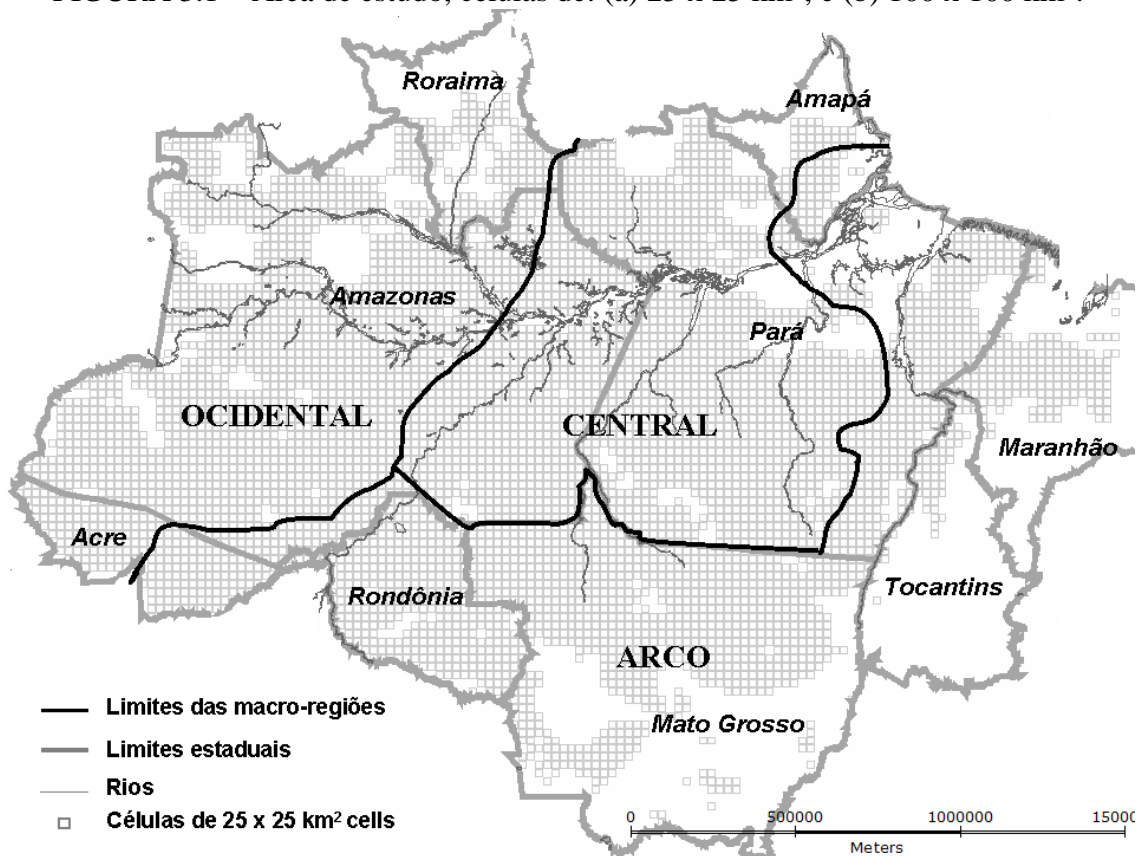 FIGURA 3.1 – Área de estudo, células de: (a) 25 x 25 km², e (b) 100 x 100 km².
Roraima
Amapá
Amazonas
Pará
OCIDENTAL
CENTRAL
Maranhão
Acre
Rondônia
Tocantins
ARCO
Mato Grosso
Limites das macro-regiões
Limites estaduais
Rios
Células de 25 x 25 km² cells
0 500000 1000000 15000
Meters